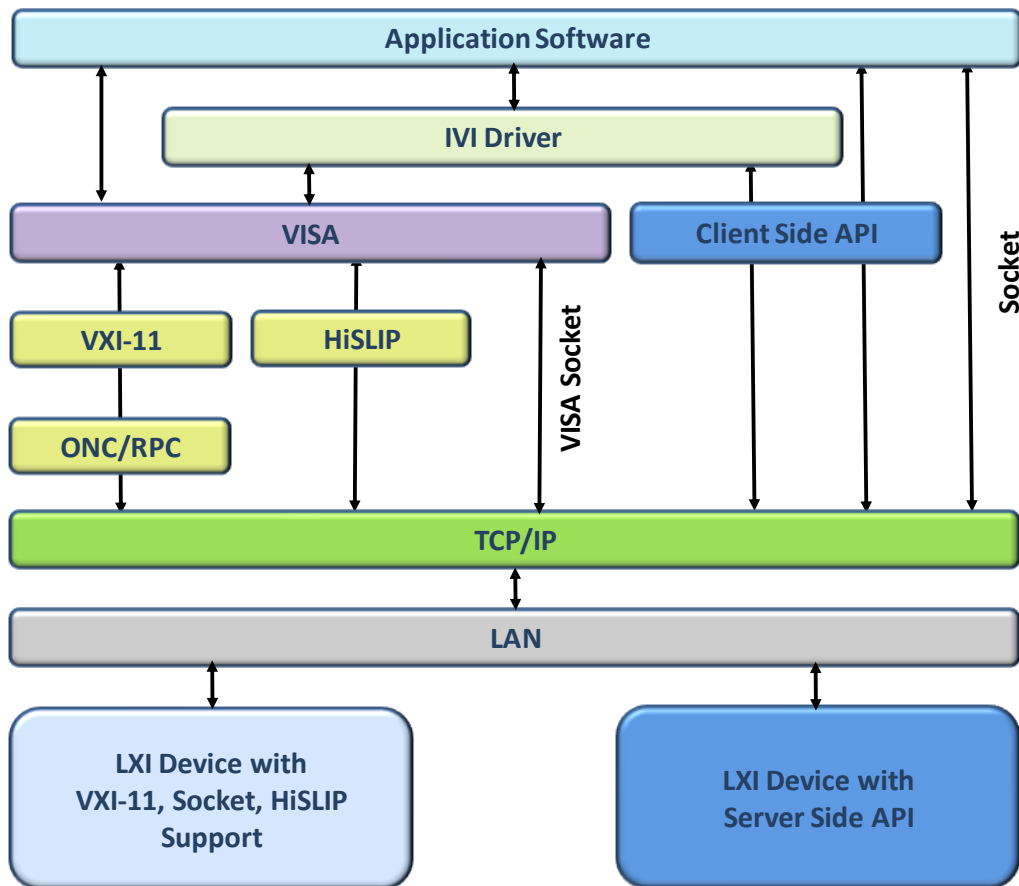 Application Software
IVI Driver
VISA
Client Side API
Socket
VXI-11
HiSLIP
VISA Socket
ONC/RPC
TCP/IP
LAN
LXI Device with
VXI-11, Socket, HiSLIP
Support
LXI Device with
Server Side API